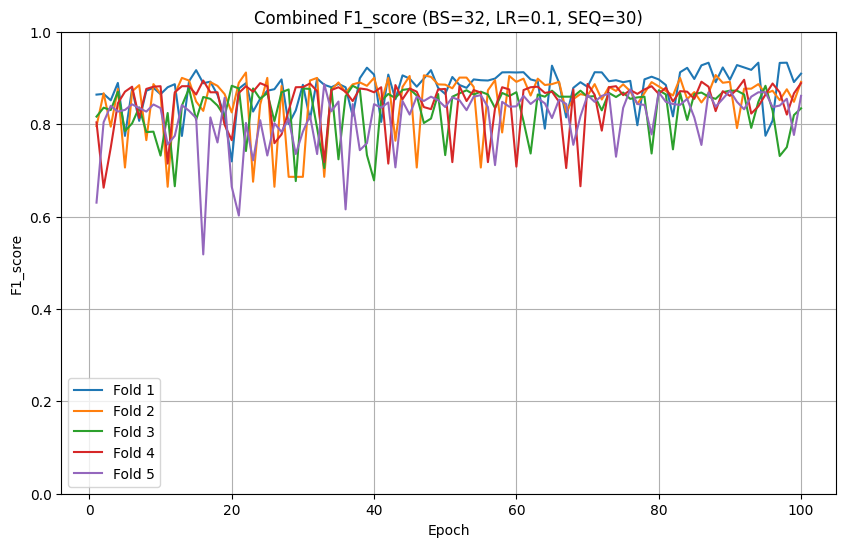 Combined F1_score (BS=32, LR=0.1, SEQ=30)
1.0
0.8
0.6
0.4
0.2
0.0
F1_score
Fold 1
Fold 2
Fold 3
Fold 4
Fold 5
0 20 40 60 80 100
Epoch